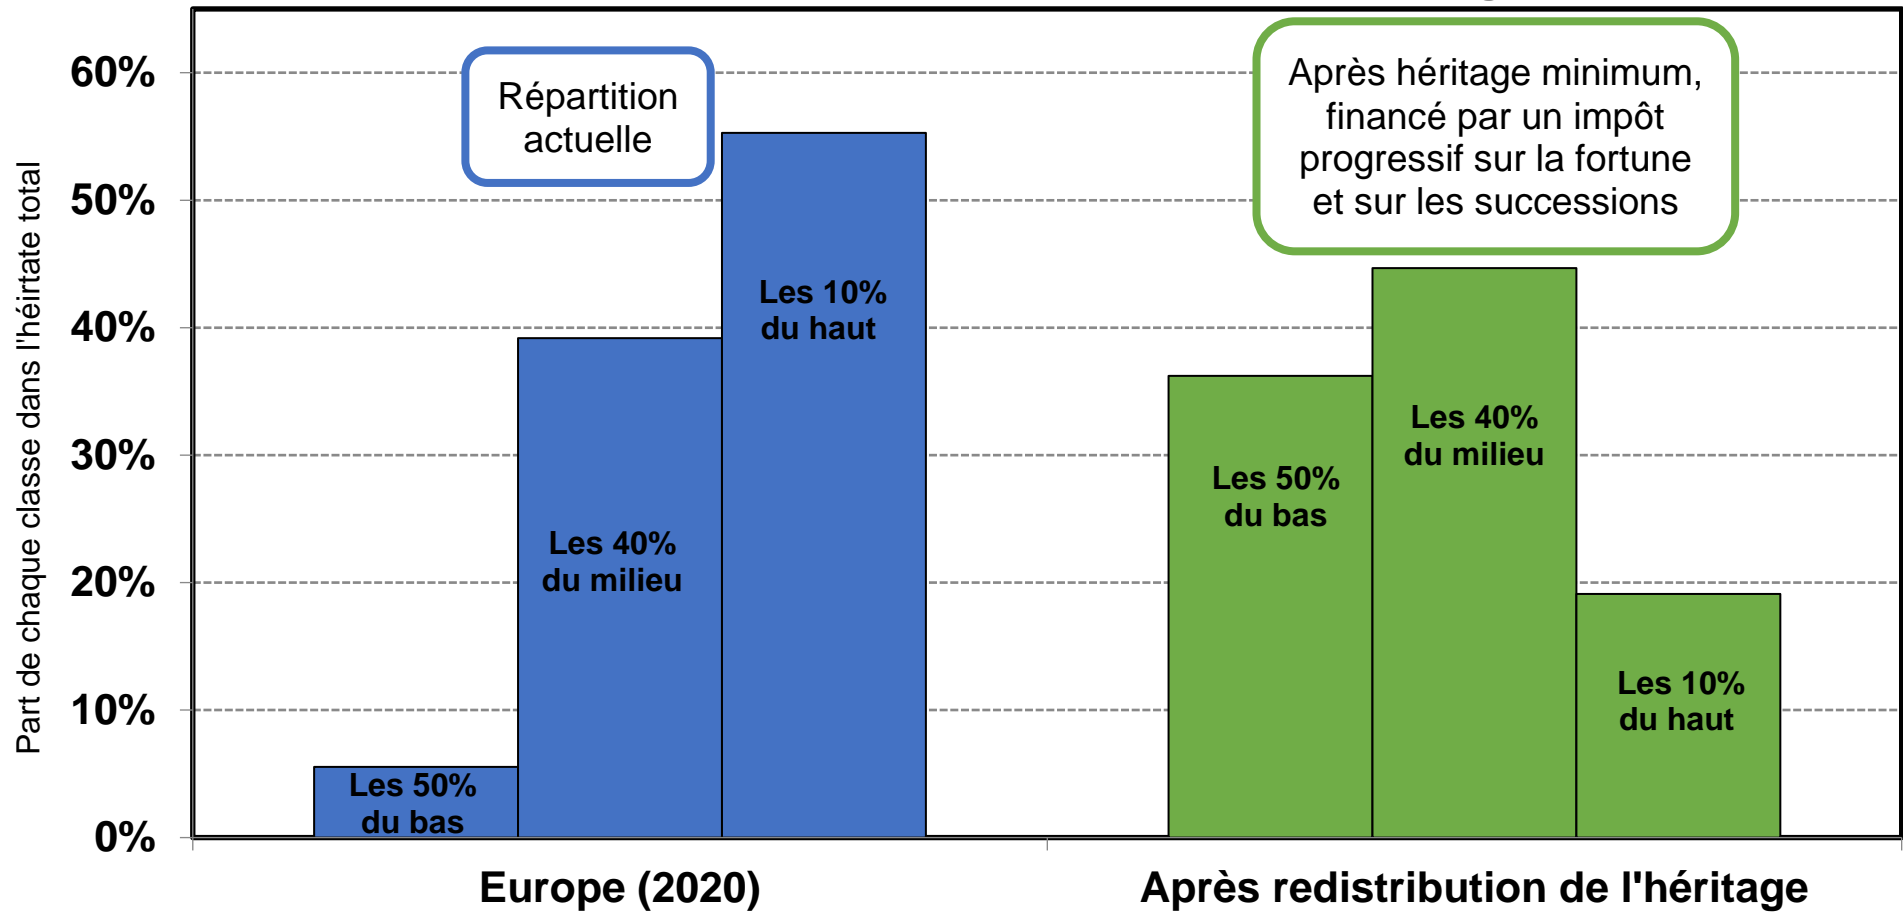 60%
50%
40%
30%
20%
10%
0%
Part de chaque classe dans l'héirtate total
Répartition
actuelle
Les 50%
du bas
Les 40%
du milieu
Les 10%
du haut
Après héritage minimum,
financé par un impôt
progressif sur la fortune
et sur les successions
Les 50%
du bas
Les 40%
du milieu
Les 10%
du haut
Europe (2020)
Après redistribution de l'héritage